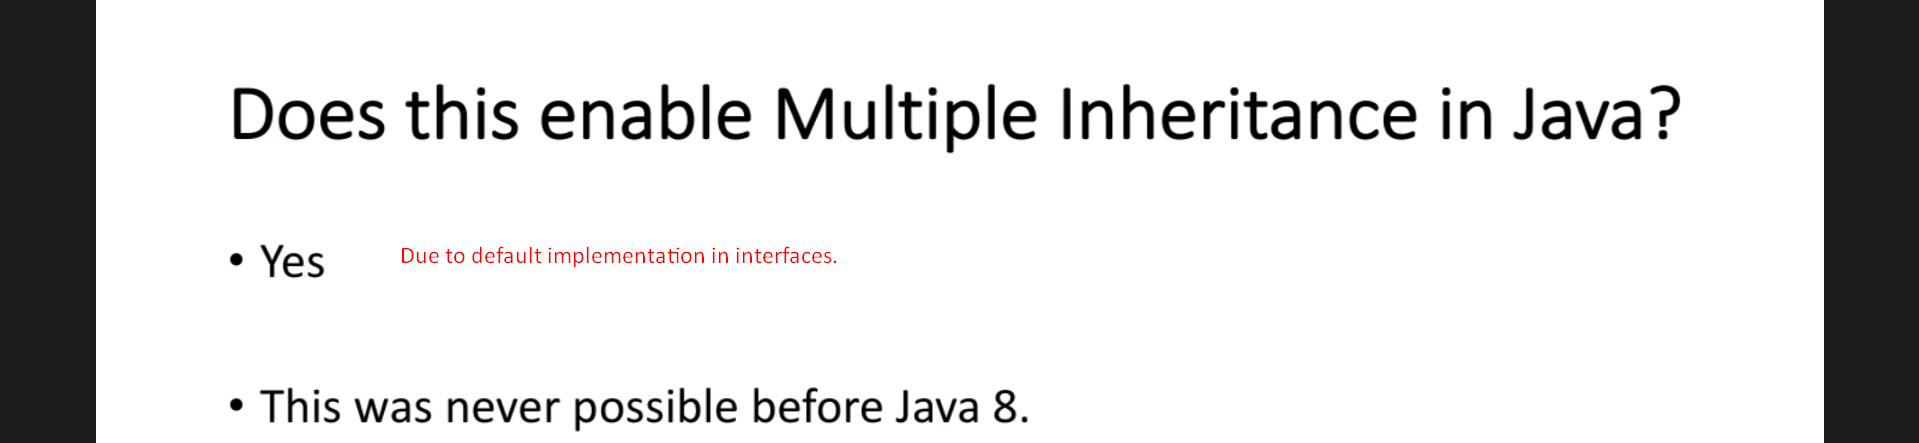 Does this enable Multiple Inheritance in Java?
• Yes Due to default implementation in interfaces.
• This was never possible before Java 8.